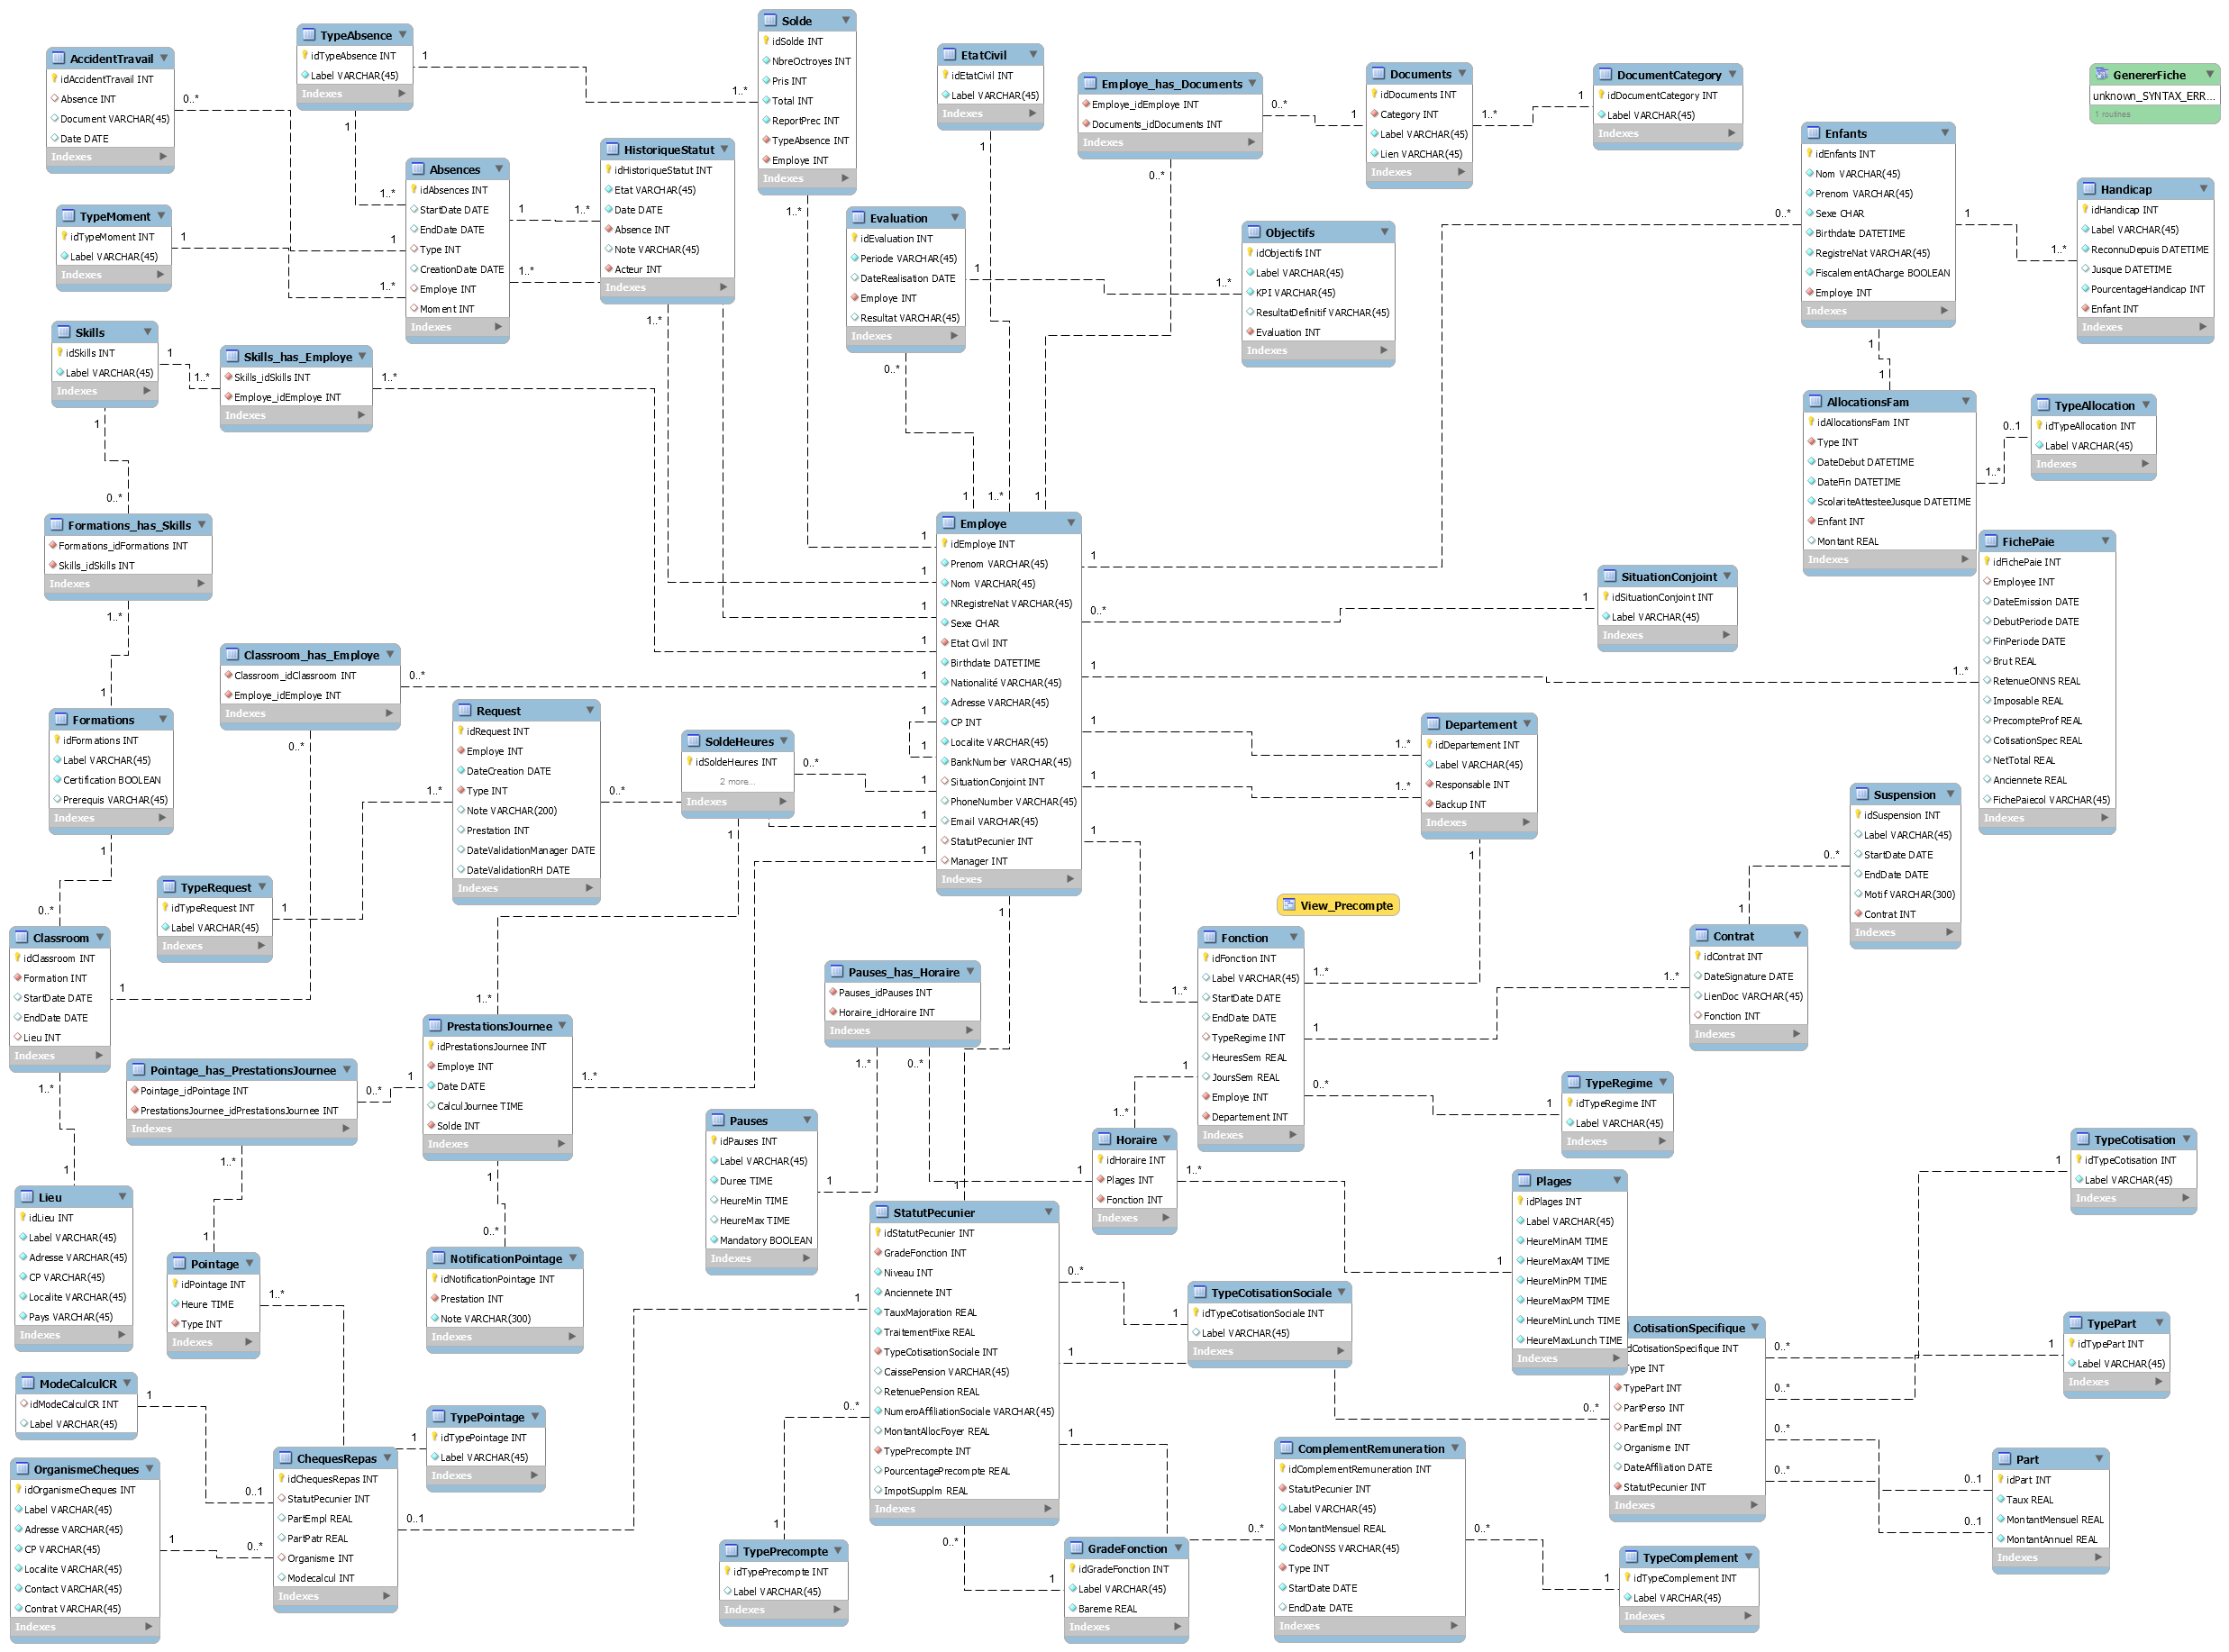 AccidentTravail
idAccidentTravail INT
Absence INT
Document VARCHAR(45)
Date DATE
Indexes
TypeAbsence
idTypeAbsence INT
Label VARCHAR(45)
Indexes
Solde
idSolde INT
NbreOctroyes INT
Pris INT
Total INT
ReportPrec INT
TypeAbsence INT
Employe INT
Indexes
EtatCivil
idEtatCivil INT
Label VARCHAR(45)
Indexes
Employe_has_Documents
Employe_idEmploye INT
Documents_idDocuments INT
Indexes
Documents
idDocuments INT
Category INT
Label VARCHAR(45)
Lien VARCHAR(45)
Indexes
DocumentCategory
idDocumentCategory INT
Label VARCHAR(45)
Indexes
GenererFiche
unknown_SYNTAX_ERR...
1 routines
Enfants
idEnfants INT
Nom VARCHAR(45)
Prenom VARCHAR(45)
Sexe CHAR
Birthdate DATETIME
RegistreNat VARCHAR(45)
FiscalementACharge BOOLEAN
Employe INT
Indexes
Handicap
idHandicap INT
Label VARCHAR(45)
ReconnuDepuis DATETIME
Jusque DATETIME
PourcentageHandicap INT
Enfant INT
Indexes
TypeMoment
idTypeMoment INT
Label VARCHAR(45)
Indexes
Absences
idAbsences INT
StartDate DATE
EndDate DATE
Type INT
CreationDate DATE
Employe INT
Moment INT
Indexes
HistoriqueStatut
idHistoriqueStatut INT
Etat VARCHAR(45)
Date DATE
Absence INT
Note VARCHAR(45)
Acteur INT
Indexes
Evaluation
idEvaluation INT
Periode VARCHAR(45)
DateRealisation DATE
Employe INT
Resultat VARCHAR(45)
Indexes
Objectifs
idObjectifs INT
Label VARCHAR(45)
KPI VARCHAR(45)
ResultatDefinitif VARCHAR(45)
Evaluation INT
Indexes
Skills
idSkills INT
Label VARCHAR(45)
Indexes
Skills_has_Employe
Skills_idSkills INT
Employe_idEmploye INT
Indexes
AllocationsFam
idAllocationsFam INT
Type INT
DateDebut DATETIME
DateFin DATETIME
ScolariteAttesteeJusque DATETIME
Enfant INT
Montant REAL
Indexes
TypeAllocation
idTypeAllocation INT
Label VARCHAR(45)
Indexes
Formations_has_Skills
Formations_idFormations INT
Skills_idSkills INT
Indexes
Employe
idEmploye INT
Prenom VARCHAR(45)
Nom VARCHAR(45)
NRegistreNat VARCHAR(45)
Sexe CHAR
Etat Civil INT
Birthdate DATETIME
Nationalité VARCHAR(45)
Adresse VARCHAR(45)
CP INT
Localite VARCHAR(45)
BankNumber VARCHAR(45)
SituationConjoint INT
PhoneNumber VARCHAR(45)
Email VARCHAR(45)
StatutPecunier INT
Manager INT
Indexes
SituationConjoint
idSituationConjoint INT
Label VARCHAR(45)
Indexes
FichePaie
idFichePaie INT
Employee INT
DateEmission DATE
DebutPeriode DATE
FinPeriode DATE
Brut REAL
RetenueONNS REAL
Imposable REAL
PrecompteProf REAL
CotisationSpec REAL
NetTotal REAL
Anciennete REAL
FichePaiecol VARCHAR(45)
Indexes
Classroom_has_Employe
Classroom_idClassroom INT
Employe_idEmploye INT
Indexes
Formations
idFormations INT
Label VARCHAR(45)
Certification BOOLEAN
Prerequis VARCHAR(45)
Indexes
Request
idRequest INT
Employe INT
DateCreation DATE
Type INT
Note VARCHAR(200)
Prestation INT
DateValidationManager DATE
DateValidationRH DATE
Indexes
SoldeHeures
idSoldeHeures INT
2 more...
Indexes
Departement
idDepartement INT
Label VARCHAR(45)
Responsable INT
Backup INT
Indexes
Suspension
idSuspension INT
Label VARCHAR(45)
StartDate DATE
EndDate DATE
Motif VARCHAR(300)
Contrat INT
Indexes
TypeRequest
idTypeRequest INT
Label VARCHAR(45)
Indexes
View_Precompte
Classroom
idClassroom INT
Formation INT
StartDate DATE
EndDate DATE
Lieu INT
Indexes
Fonction
idFonction INT
Label VARCHAR(45)
StartDate DATE
EndDate DATE
TypeRegime INT
HeuresSem REAL
JoursSem REAL
Employe INT
Departement INT
Indexes
Contrat
idContrat INT
DateSignature DATE
LienDoc VARCHAR(45)
Fonction INT
Indexes
Pauses_has_Horaire
Pauses_idPauses INT
Horaire_idHoraire INT
Indexes
PrestationsJournee
idPrestationsJournee INT
Employe INT
Date DATE
CalculJournee TIME
Solde INT
Indexes
Pointage_has_PrestationsJournee
Pointage_idPointage INT
PrestationsJournee_idPrestationsJournee INT
Indexes
TypeRegime
idTypeRegime INT
Label VARCHAR(45)
Indexes
Pauses
idPauses INT
Label VARCHAR(45)
Duree TIME
HeureMin TIME
HeureMax TIME
Mandatory BOOLEAN
Indexes
Horaire
idHoraire INT
Plages INT
Fonction INT
Indexes
TypeCotisation
idTypeCotisation INT
Label VARCHAR(45)
Indexes
Plages
idPlages INT
Label VARCHAR(45)
HeureMinAM TIME
HeureMaxAM TIME
HeureMinPM TIME
HeureMaxPM TIME
HeureMinLunch TIME
HeureMaxLunch TIME
Indexes
Lieu
idLieu INT
Label VARCHAR(45)
Adresse VARCHAR(45)
CP VARCHAR(45)
Localite VARCHAR(45)
Pays VARCHAR(45)
Indexes
StatutPecunier
idStatutPecunier INT
GradeFonction INT
Niveau INT
Anciennete INT
TauxMajoration REAL
TraitementFixe REAL
TypeCotisationSociale INT
CaissePension VARCHAR(45)
RetenuePension REAL
NumeroAffiliationSociale VARCHAR(45)
MontantAllocFoyer REAL
TypePrecompte INT
PourcentagePrecompte REAL
ImpotSupplm REAL
Indexes
Pointage
idPointage INT
Heure TIME
Type INT
Indexes
NotificationPointage
idNotificationPointage INT
Prestation INT
Note VARCHAR(300)
Indexes
TypeCotisationSociale
idTypeCotisationSociale INT
Label VARCHAR(45)
Indexes
CotisationSpecifique
dCotisationSpecifique INT
ype INT
TypePart INT
PartPerso INT
PartEmpl INT
Organisme INT
DateAffiliation DATE
StatutPecunier INT
Indexes
TypePart
idTypePart INT
Label VARCHAR(45)
Indexes
ModeCalculCR
idModeCalculCR INT
Label VARCHAR(45)
Indexes
TypePointage
idTypePointage INT
Label VARCHAR(45)
Indexes
ChequesRepas
idChequesRepas INT
StatutPecunier INT
PartEmpl REAL
PartPatr REAL
Organisme INT
Modecalcul INT
Indexes
OrganismeCheques
idOrganismeCheques INT
Label VARCHAR(45)
Adresse VARCHAR(45)
CP VARCHAR(45)
Localite VARCHAR(45)
Contact VARCHAR(45)
Contrat VARCHAR(45)
Indexes
ComplementRemuneration
idComplementRemuneration INT
StatutPecunier INT
Label VARCHAR(45)
MontantMensuel REAL
CodeONSS VARCHAR(45)
Type INT
StartDate DATE
EndDate DATE
Indexes
Part
idPart INT
Taux REAL
MontantMensuel REAL
MontantAnnuel REAL
Indexes
TypePrecompte
idTypePrecompte INT
Label VARCHAR(45)
Indexes
GradeFonction
idGradeFonction INT
Label VARCHAR(45)
Bareme REAL
Indexes
TypeComplement
idTypeComplement INT
Label VARCHAR(45)
Indexes